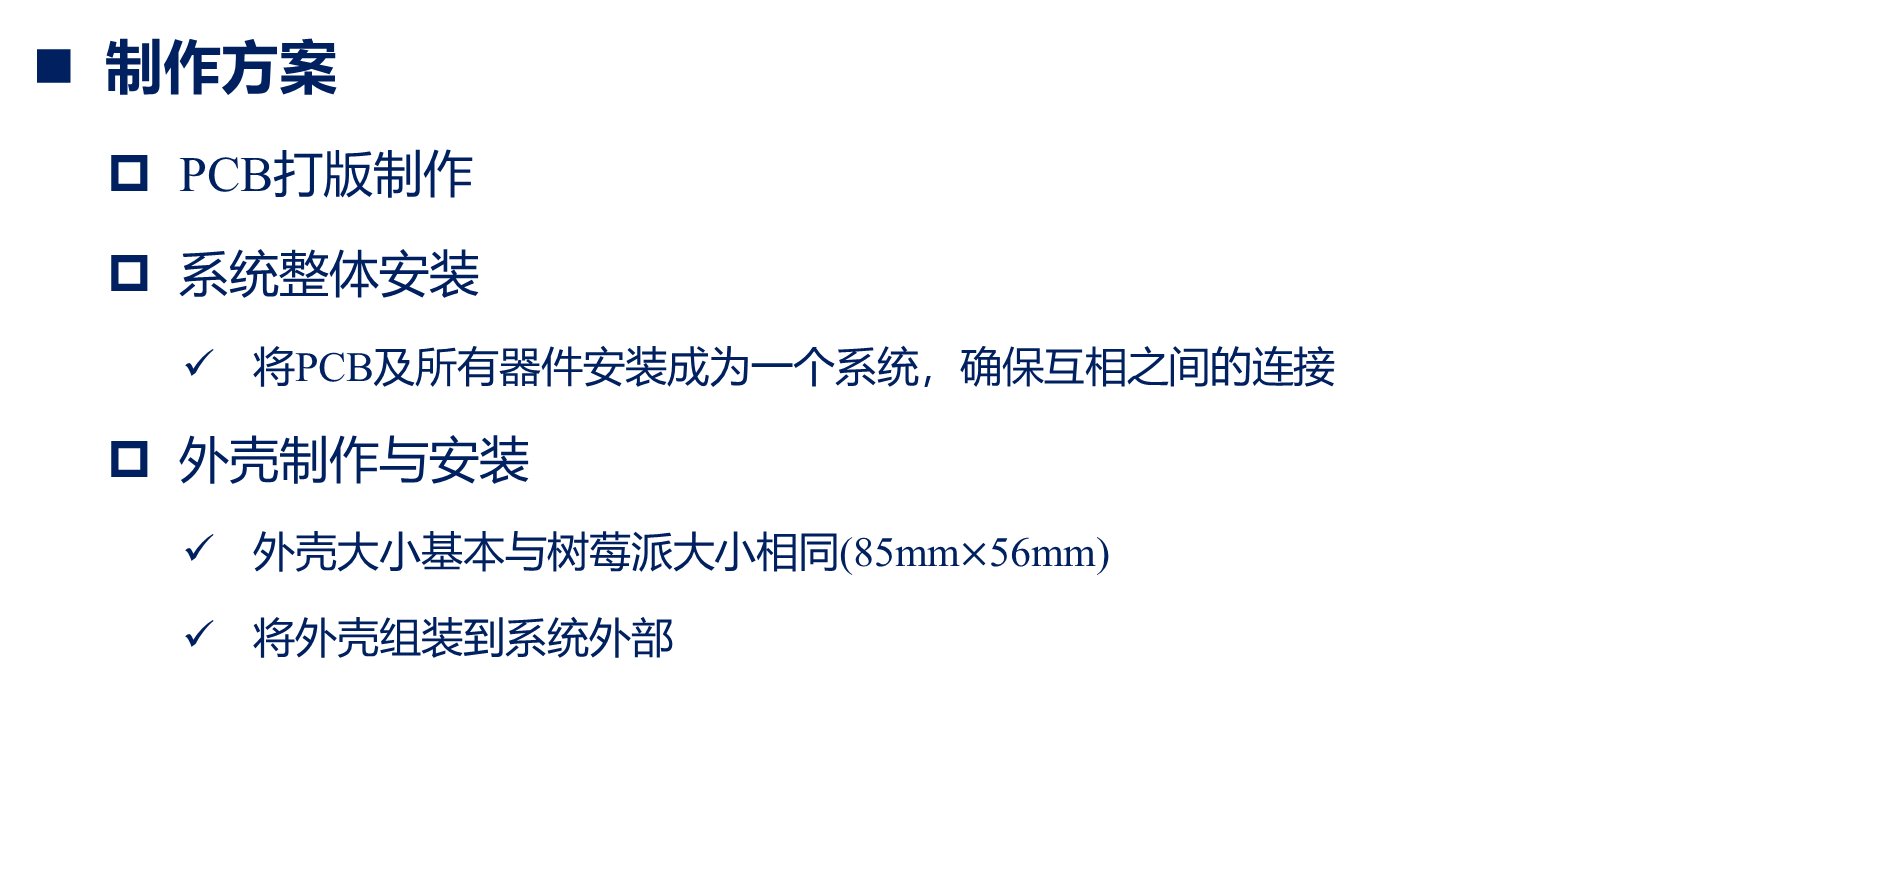 制作方案
PCB打版制作
系统整体安装
将PCB及所有器件安装成为一个系统，确保互相之间的连接
外壳制作与安装
外壳大小基本与树莓派大小相同(85mm×56mm)
将外壳组装到系统外部